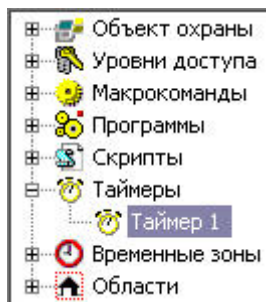 Объект охраны
Уровни доступа
Макрокоманды
Программы
Скрипты
Таймеры
Таймер 1
Временные зоны
Области